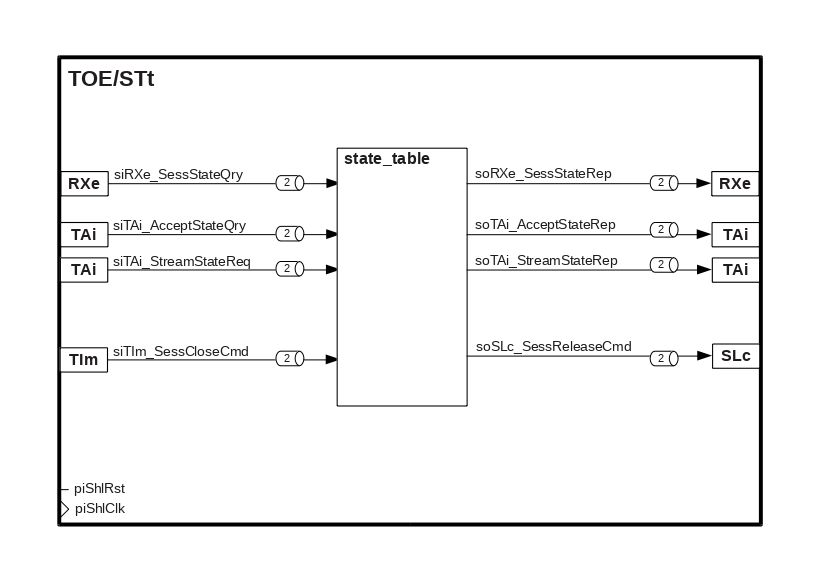 TOE/STt
state_table
RXe siRXe_SessStateQry 2 soRXe_SessStateRep 2 RXe
TAi siTAi_AcceptStateQry 2 soTAi_AcceptStateRep 2 TAi
TAi siTAi_StreamStateReq 2 soTAi_StreamStateRep 2 TAi
TIm siTIm_SessCloseCmd 2 soSLc_SessReleaseCmd 2 SLc
piShlRst
piShlClk